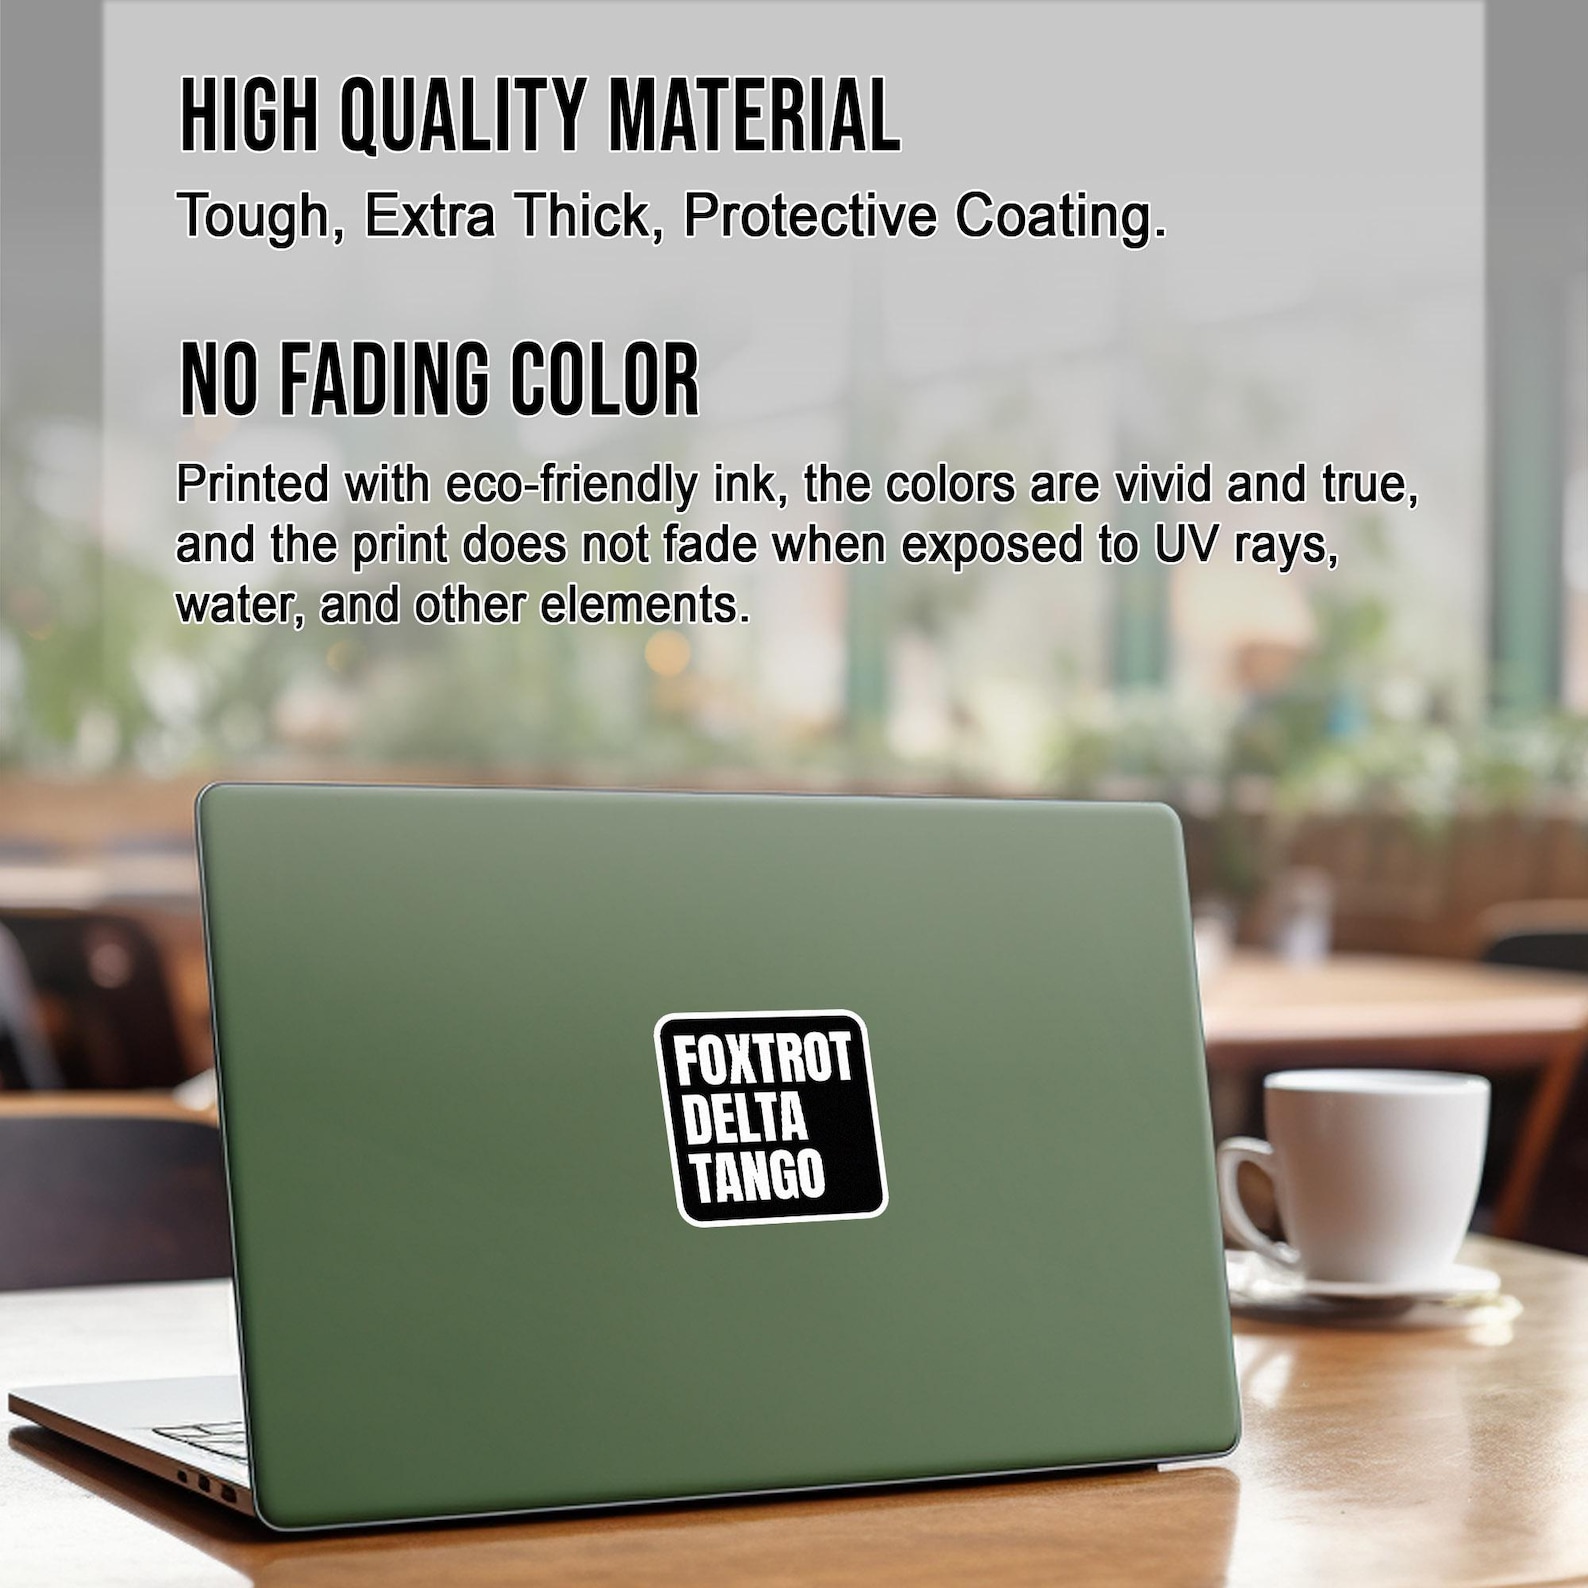 HIGH QUALITY MATERIAL
Tough, Extra Thick, Protective Coating.
NO FADING COLOR
Printed with eco-friendly ink, the colors are vivid and true,
and the print does not fade when exposed to UV rays,
water, and other elements.
FOXTROT
DELTA
TANGO